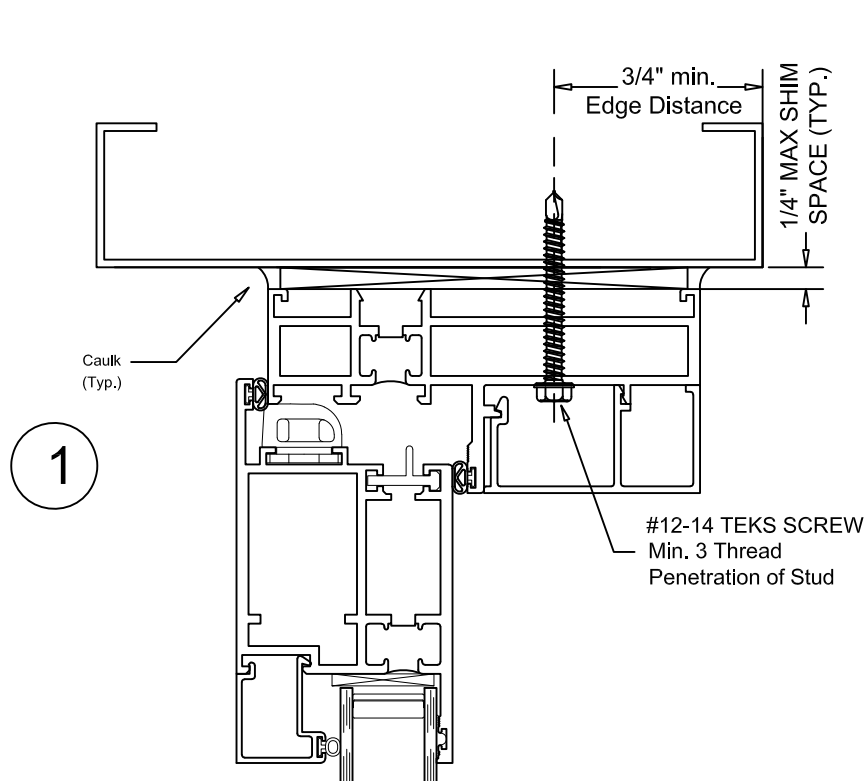 3/4" min.
Edge Distance
1/4" MAX SHIM
SPACE (TYP.)
Caulk
(Typ.)
1
#12-14 TEKS SCREW
Min. 3 Thread
Penetration of Stud